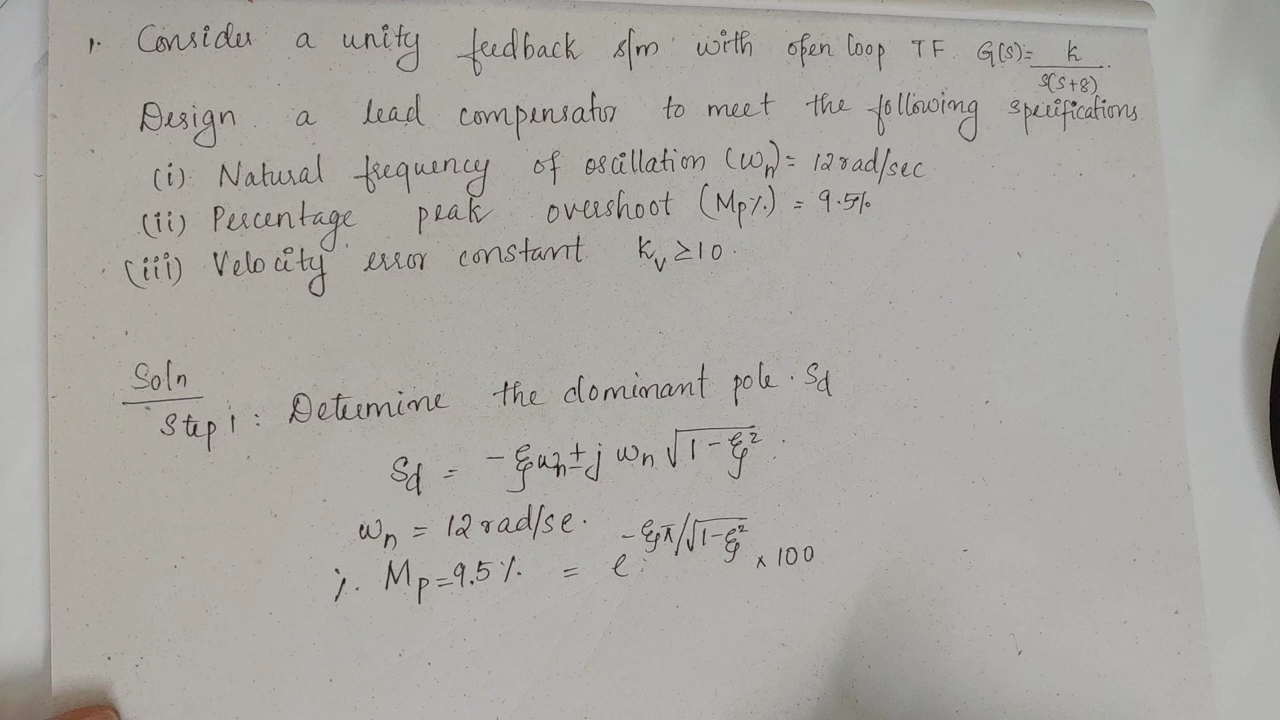 1. Consider a unity feedback s/m with open loop TF. G(s)= k / s(s+8).
Design a lead compensator to meet the following specifications
(i) Natural frequency of oscillation (ωn)= 12 rad/sec
(ii) Percentage peak overshoot (Mp%) = 9.5%
(iii) Velocity error constant kv ≥10.
Soln
Step 1: Determine the dominant pole. Sd
Sd = -ξωn ± j ωn √1-ξ².
ωn = 12 rad/se.
%. Mp=9.5% = e^-ξπ/√1-ξ² x 100